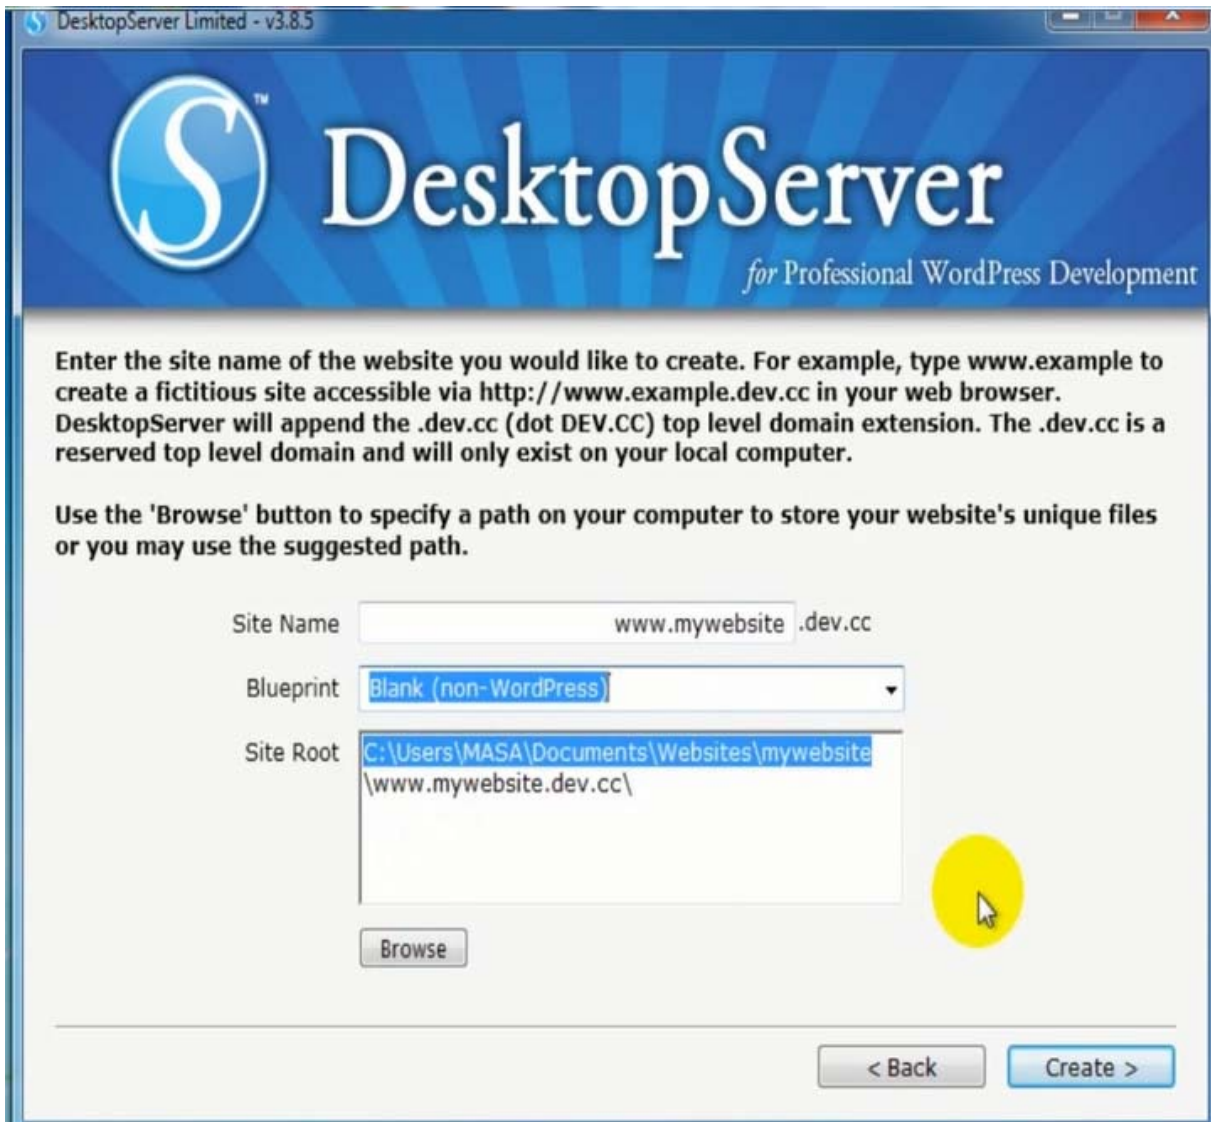 DesktopServer Limited - v3.8.5
S™
DesktopServer
for Professional WordPress Development
Enter the site name of the website you would like to create. For example, type www.example to
create a fictitious site accessible via http://www.example.dev.cc in your web browser.
DesktopServer will append the .dev.cc (dot DEV.CC) top level domain extension. The .dev.cc is a
reserved top level domain and will only exist on your local computer.
Use the 'Browse' button to specify a path on your computer to store your website's unique files
or you may use the suggested path.
Site Name www.mywebsite .dev.cc
Blueprint Blank (non-WordPress)
Site Root C:\Users\MASA\Documents\Websites\mywebsite
\www.mywebsite.dev.cc\
Browse
< Back Create >